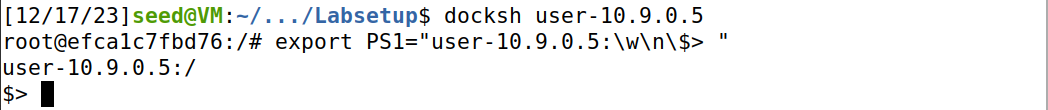 [12/17/23]seed@VM:~/.../Labsetup$ docksh user-10.9.0.5
root@efca1c7fbd76:/# export PS1="user-10.9.0.5:\w\n\$> "
user-10.9.0.5:/
$>